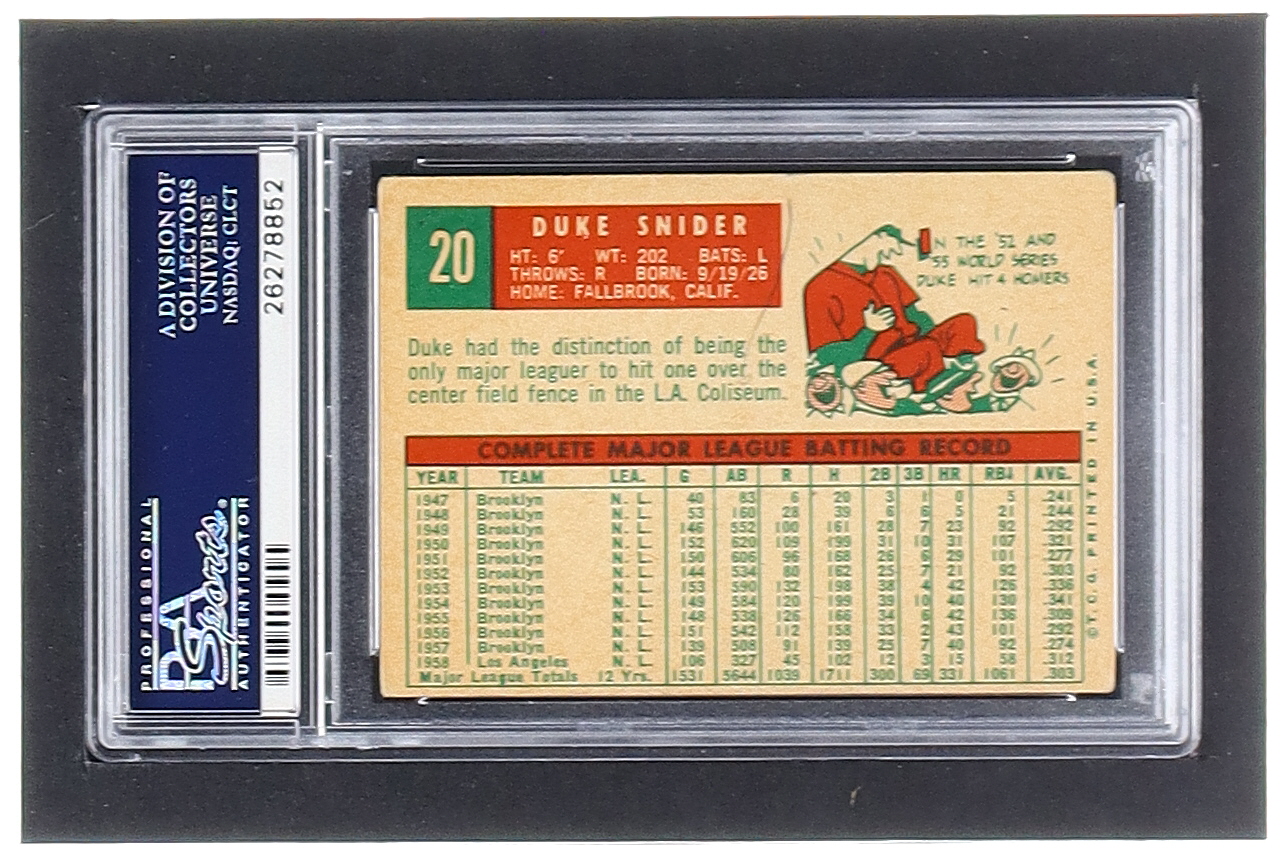 A DIVISION OF
COLLECTORS
UNIVERSE
NASDAQ: CLCT
26278852
PROFESSIONAL
PSA
Sports
AUTHENTICATOR
20
DUKE SNIDER
HT: 6' WT: 202 BATS: L
THROWS: R BORN: 9/19/26
HOME: FALLBROOK, CALIF.
IN THE '52 AND
'55 WORLD SERIES
DUKE HIT 4 HOMERS
Duke had the distinction of being the
only major leaguer to hit one over the
center field fence in the L.A. Coliseum.
COMPLETE MAJOR LEAGUE BATTING RECORD
YEAR TEAM LEA. G AB R H 2B 3B HR RBI AVG.
1947 Brooklyn N. L. 40 83 6 20 3 1 0 5 .241
1948 Brooklyn N. L. 53 160 28 39 6 6 5 21 .244
1949 Brooklyn N. L. 146 552 100 161 28 7 23 92 .292
1950 Brooklyn N. L. 152 620 109 199 31 10 31 107 .321
1951 Brooklyn N. L. 150 606 96 168 26 6 29 101 .277
1952 Brooklyn N. L. 144 534 80 162 25 7 21 92 .303
1953 Brooklyn N. L. 153 590 132 198 38 4 42 126 .336
1954 Brooklyn N. L. 149 584 120 199 39 10 40 130 .341
1955 Brooklyn N. L. 148 538 126 166 34 6 42 136 .309
1956 Brooklyn N. L. 151 542 112 158 33 2 43 101 .292
1957 Brooklyn N. L. 139 508 91 139 25 7 40 92 .274
1958 Los Angeles N. L. 106 327 45 102 12 3 15 58 .312
Major League Totals 12 Yrs. 1531 5644 1039 1711 300 69 331 1061 .303
©T. C. G. PRINTED IN U.S.A.